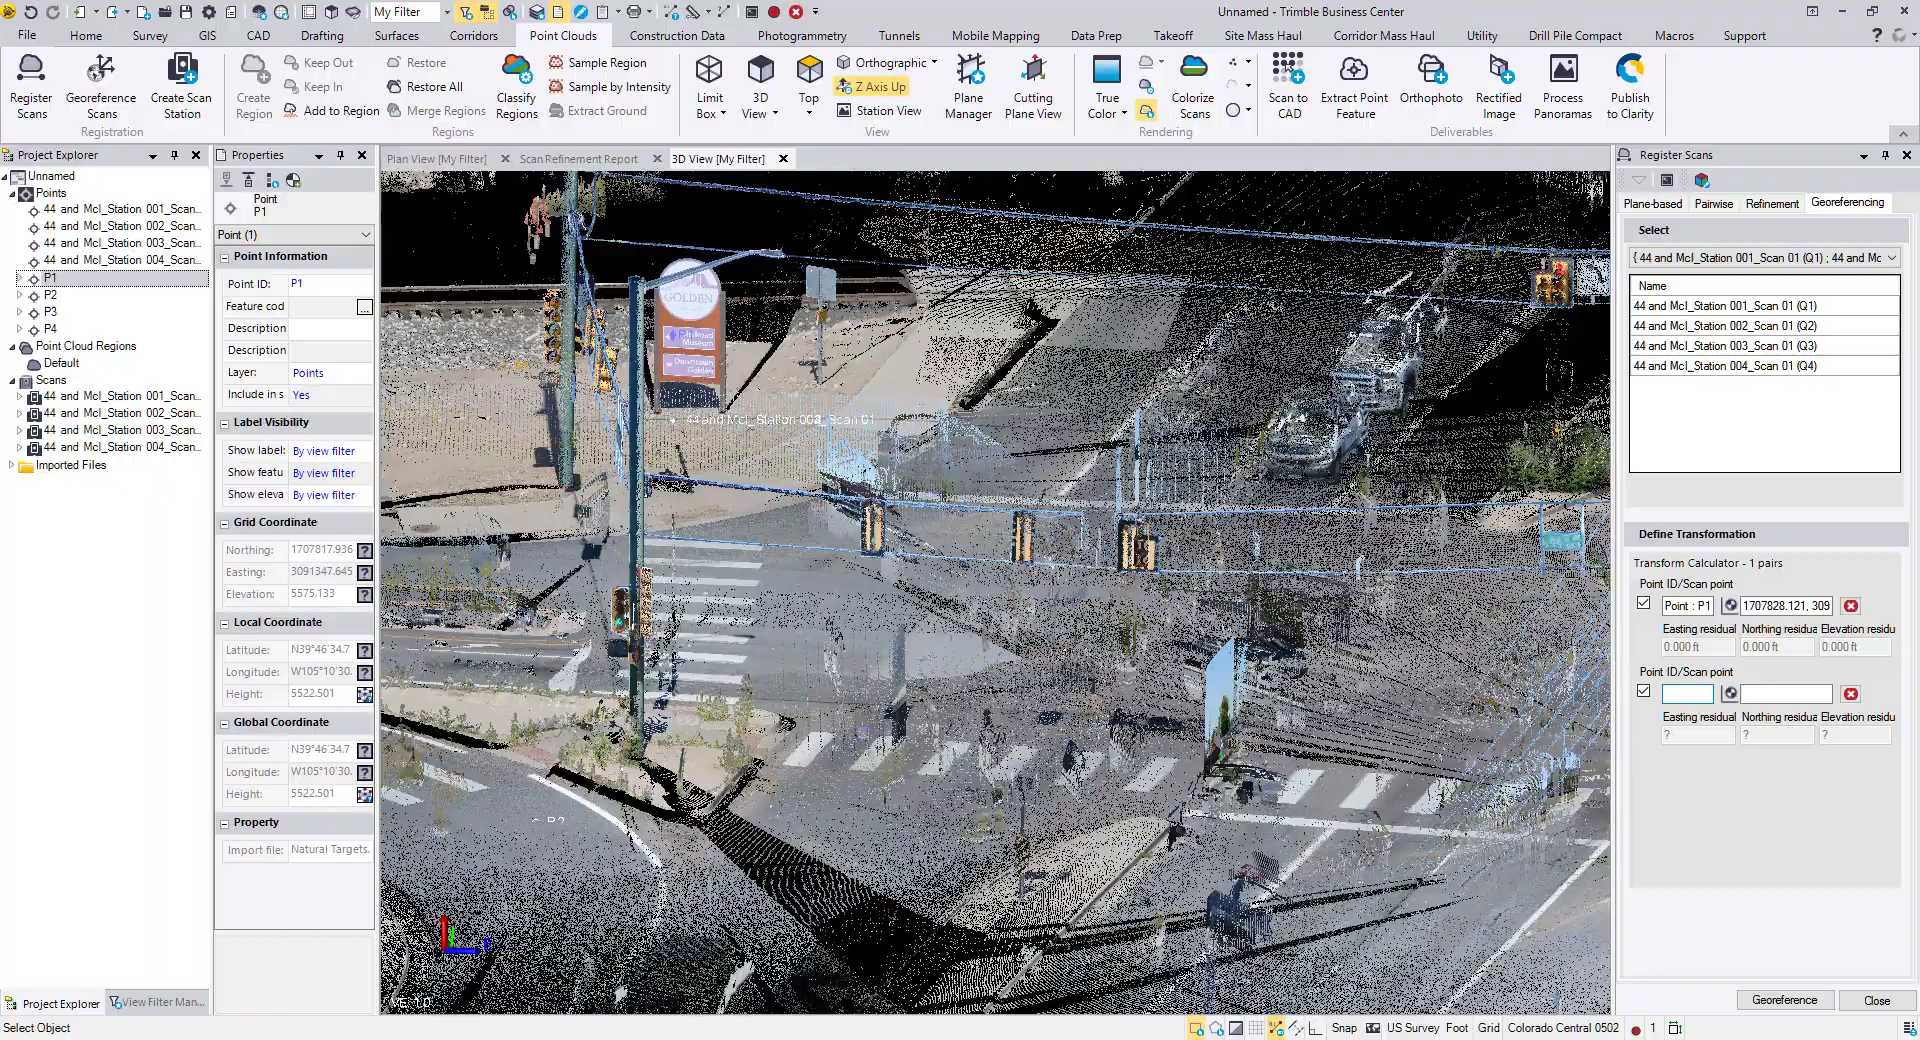 My Filter
Unnamed - Trimble Business Center
File Home Survey GIS CAD Drafting Surfaces Corridors Point Clouds Construction Data Photogrammetry Tunnels Mobile Mapping Data Prep Takeoff Site Mass Haul Corridor Mass Haul Utility Drill Pile Compact Macros Support
Register Scans
Georeference Scans
Create Scan Station
Registration
Create Region
Keep Out
Keep In
Add to Region
Restore
Restore All
Merge Regions
Classify Regions
Sample Region
Sample by Intensity
Extract Ground
Regions
Limit Box
3D View
Top
Orthographic
Z Axis Up
Station View
Plane Manager
Cutting Plane View
View
True Color
Colorize Scans
Rendering
Scan to CAD
Extract Point Feature
Orthophoto
Rectified Image
Process Panoramas
Publish to Clarity
Deliverables
Project Explorer
Unnamed
Points
44 and Mcl_Station 001_Scan...
44 and Mcl_Station 002_Scan...
44 and Mcl_Station 003_Scan...
44 and Mcl_Station 004_Scan...
P1
P2
P3
P4
Point Cloud Regions
Default
Scans
44 and Mcl_Station 001_S...
44 and Mcl_Station 002_S...
44 and Mcl_Station 003_S...
44 and Mcl_Station 004_S...
Imported Files
Project Explorer
View Filter Man...
Properties
Point
P1
Point (1)
Point Information
Point ID: P1
Feature cod
...
Description
Description
Layer: Points
Include in s Yes
Label Visibility
Show label: By view filter
Show featu By view filter
Show eleva By view filter
Grid Coordinate
Northing: 1707817.936 ?
Easting: 3091347.645 ?
Elevation: 5575.133 ?
Local Coordinate
Latitude: N39°46'34.7 ?
Longitude: W105°10'30. ?
Height: 5522.501
Global Coordinate
Latitude: N39°46'34.7 ?
Longitude: W105°10'30. ?
Height: 5522.501
Property
Import file: Natural Targets.
Plan View [My Filter]
Scan Refinement Report
3D View [My Filter]
GOLDEN
Railroad Museum
Downtown Golden
VE: 1.0
Register Scans
Plane-based Pairwise Refinement Georeferencing
Select
{ 44 and Mcl_Station 001_Scan 01 (Q1) ; 44 and Mc
Name
44 and Mcl_Station 001_Scan 01 (Q1)
44 and Mcl_Station 002_Scan 01 (Q2)
44 and Mcl_Station 003_Scan 01 (Q3)
44 and Mcl_Station 004_Scan 01 (Q4)
Define Transformation
Transform Calculator - 1 pairs
Point ID/Scan point
Point : P1 1707828.121, 309
Easting residual Northing residua Elevation residu
0.000 ft 0.000 ft 0.000 ft
Point ID/Scan point
Easting residual Northing residua Elevation residu
? ? ?
Georeference Close
Select Object
Snap US Survey Foot Grid Colorado Central 0502 1